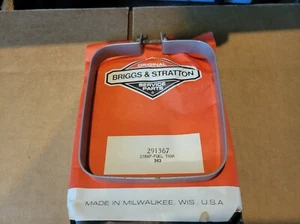 ORIGINAL
BRIGGS & STRATTON
SERVICE
PARTS
291367
STRAP-FUEL TANK
MADE IN MILWAUKEE, WIS., U.S.A.